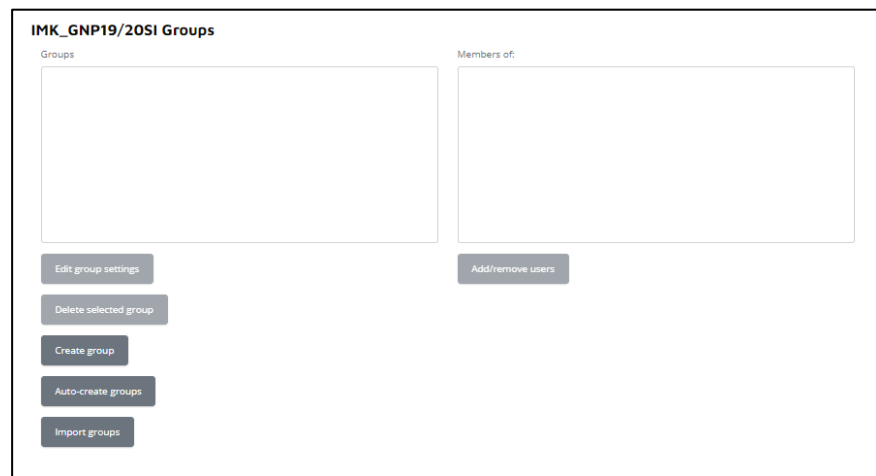 IMK_GNP19/20SI Groups
Groups
Members of:
Edit group settings
Add/remove users
Delete selected group
Create group
Auto-create groups
Import groups